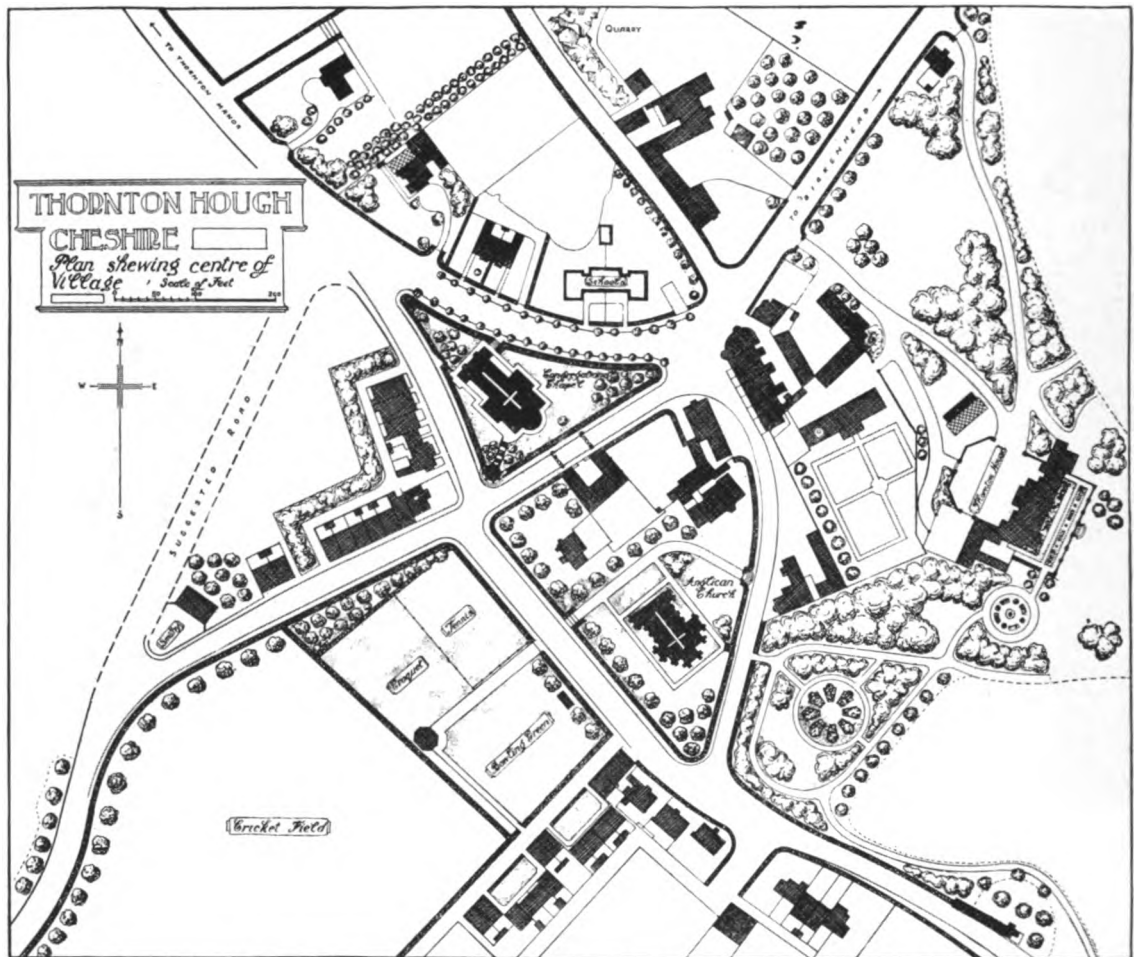 QUARRY
TO THORNTON MANOR
TO BIRKENHEAD
THORNTON HOUGH
CHESHIRE
Plan shewing centre of
Village Scale of Feet
N
W E
S
Schools
Congregational
Chapel
SUGGESTED ROAD
Anglican
Church
Smithy
Tennis
Croquet
Bowling Green
Cricket Field